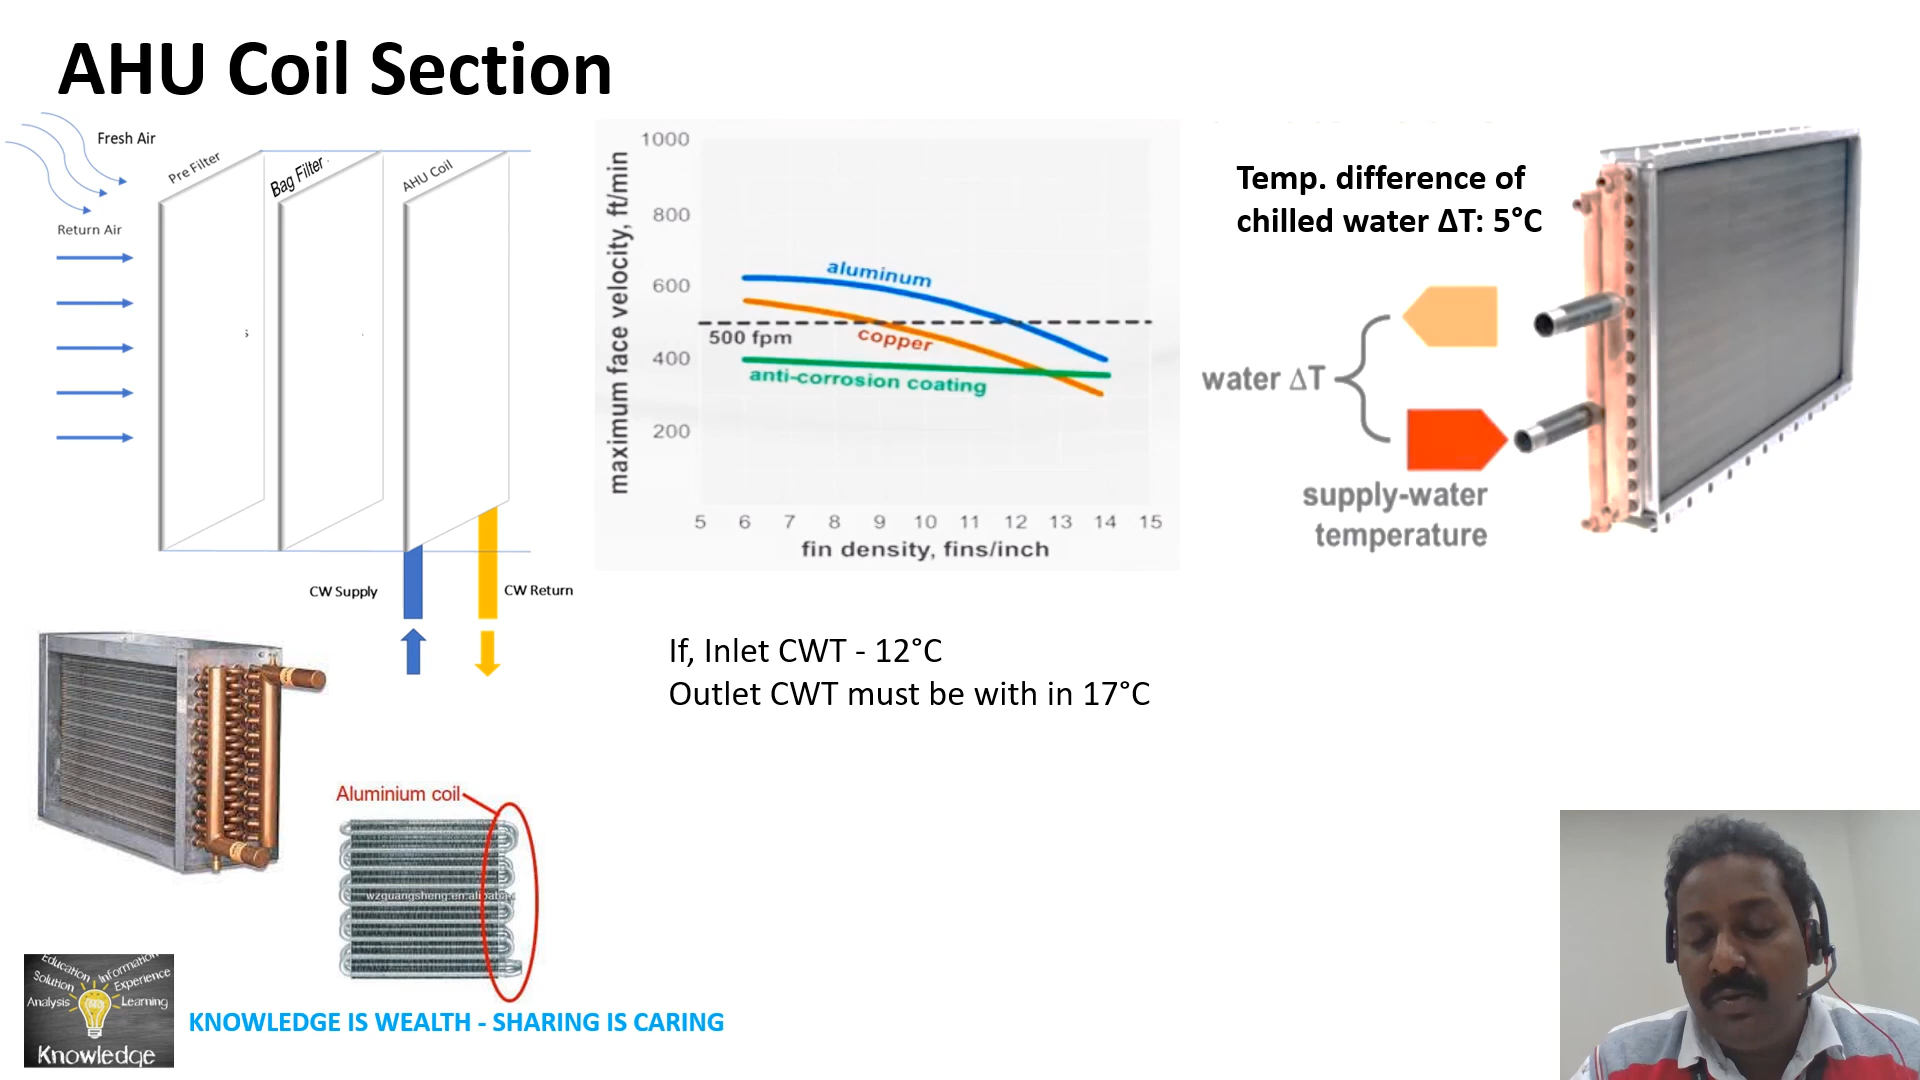 AHU Coil Section
Fresh Air
Pre Filter
Bag Filter
AHU Coil
Return Air
CW Supply
CW Return
maximum face velocity, ft/min
1000
800
600
400
200
aluminum
500 fpm
copper
anti-corrosion coating
5 6 7 8 9 10 11 12 13 14 15
fin density, fins/inch
Temp. difference of
chilled water ΔT: 5°C
water ΔT
supply-water
temperature
If, Inlet CWT - 12°C
Outlet CWT must be with in 17°C
Aluminium coil
Education
Information
Solution
Experience
Analysis
Learning
Knowledge
KNOWLEDGE IS WEALTH - SHARING IS CARING